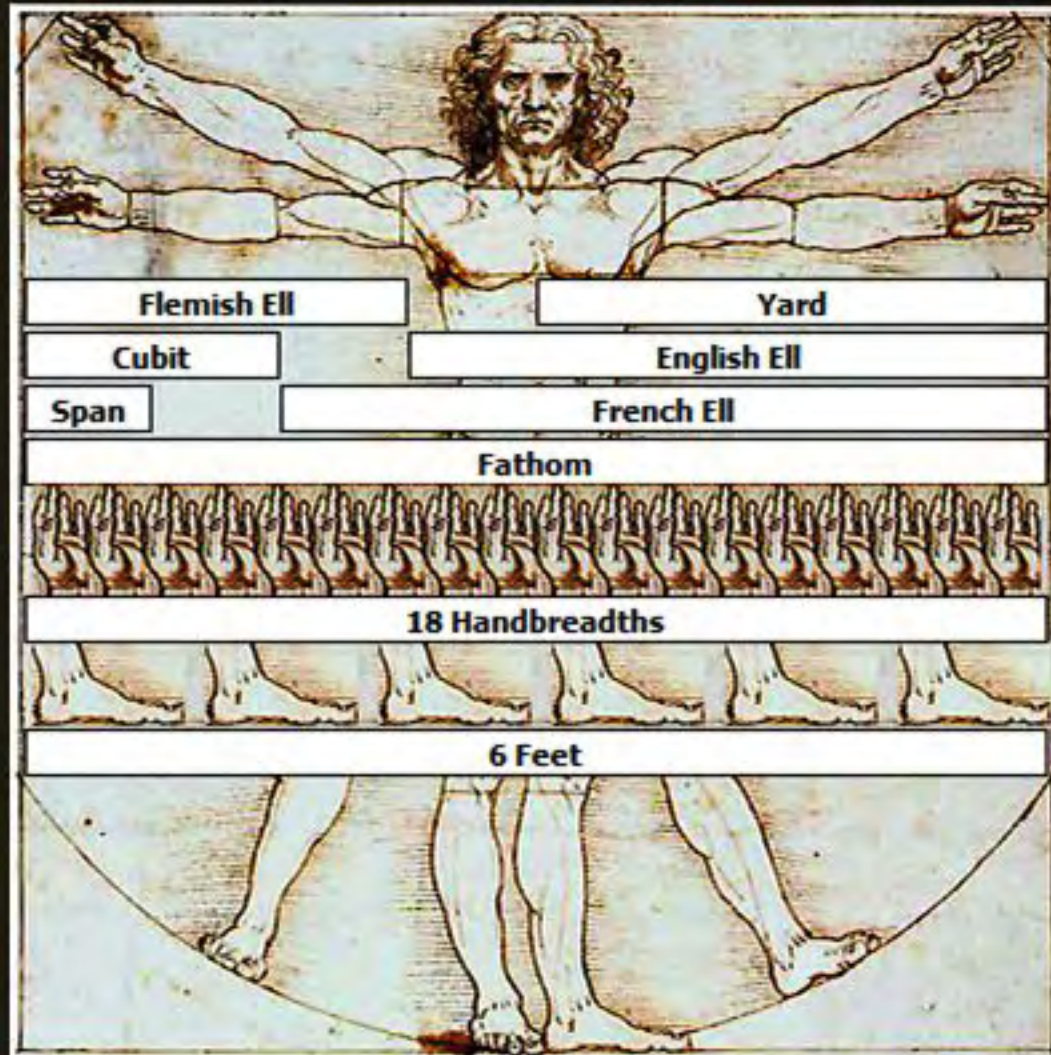 Flemish Ell Yard
Cubit English Ell
Span French Ell
Fathom
18 Handbreadths
6 Feet